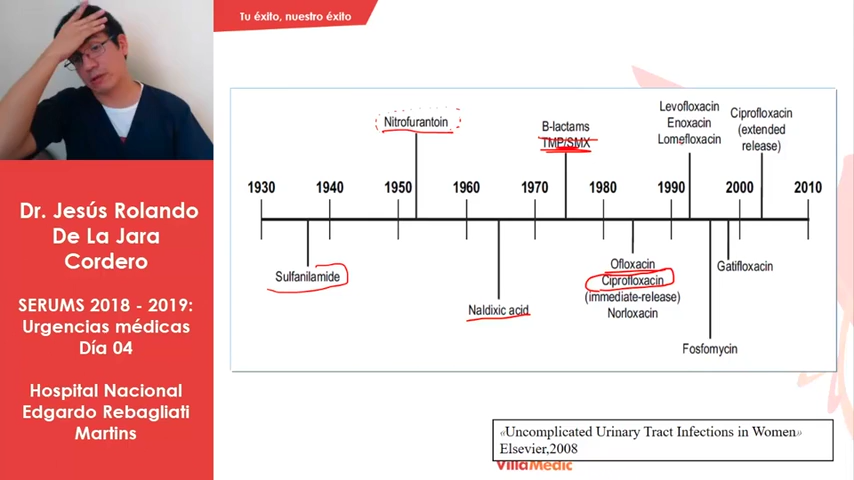 Tu éxito, nuestro éxito
Nitrofurantoin
B-lactams
TMP/SMX
Levofloxacin
Enoxacin
Lomefloxacin
Ciprofloxacin
(extended
release)
1930 1940 1950 1960 1970 1980 1990 2000 2010
Sulfanilamide
Naldixic acid
Ofloxacin
Ciprofloxacin
(immediate-release)
Norloxacin
Gatifloxacin
Fosfomycin
Dr. Jesús Rolando
De La Jara
Cordero
SERUMS 2018 - 2019:
Urgencias médicas
Día 04
Hospital Nacional
Edgardo Rebagliati
Martins
«Uncomplicated Urinary Tract Infections in Women»
Elsevier,2008
VillaMedic